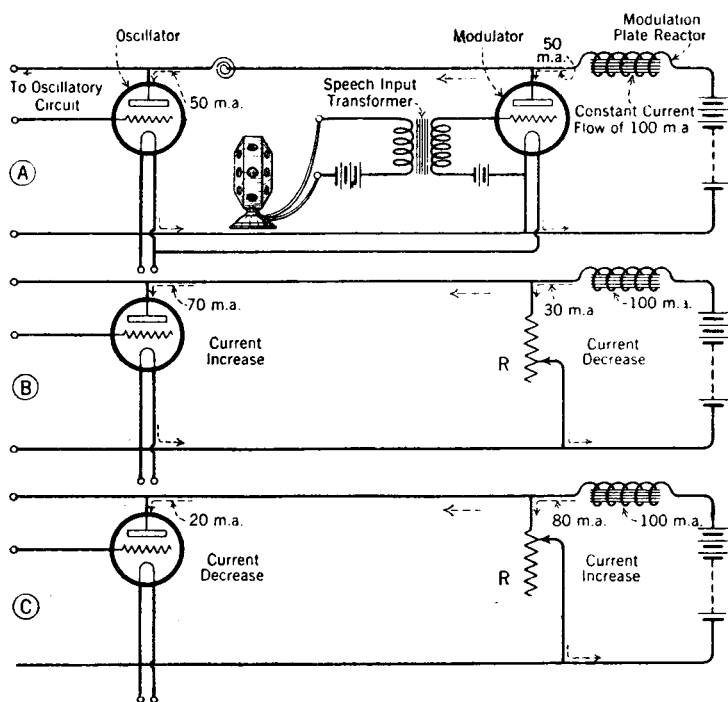 Oscillator
Modulator
50
m.a.
Modulation
Plate Reactor
To Oscillatory
Circuit
50 m.a.
Speech Input
Transformer
Constant Current
Flow of 100 m a
A
70 m.a.
30 m.a
100 m.a.
Current
Increase
R
Current
Decrease
B
20 m.a.
80 m.a.
100 m.a.
Current
Decrease
R
Current
Increase
C